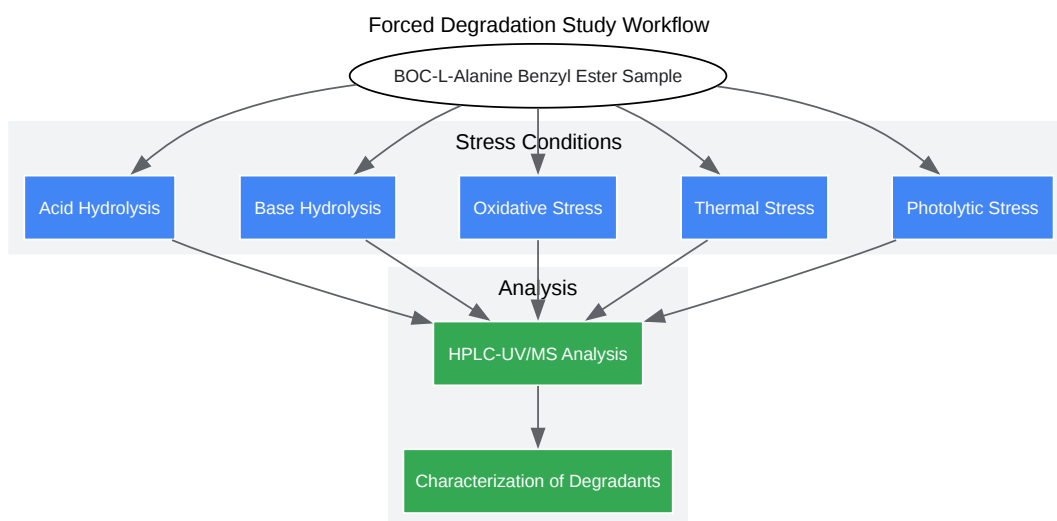 Forced Degradation Study Workflow
BOC-L-Alanine Benzyl Ester Sample
Stress Conditions
Acid Hydrolysis
Base Hydrolysis
Oxidative Stress
Thermal Stress
Photolytic Stress
Analysis
HPLC-UV/MS Analysis
Characterization of Degradants